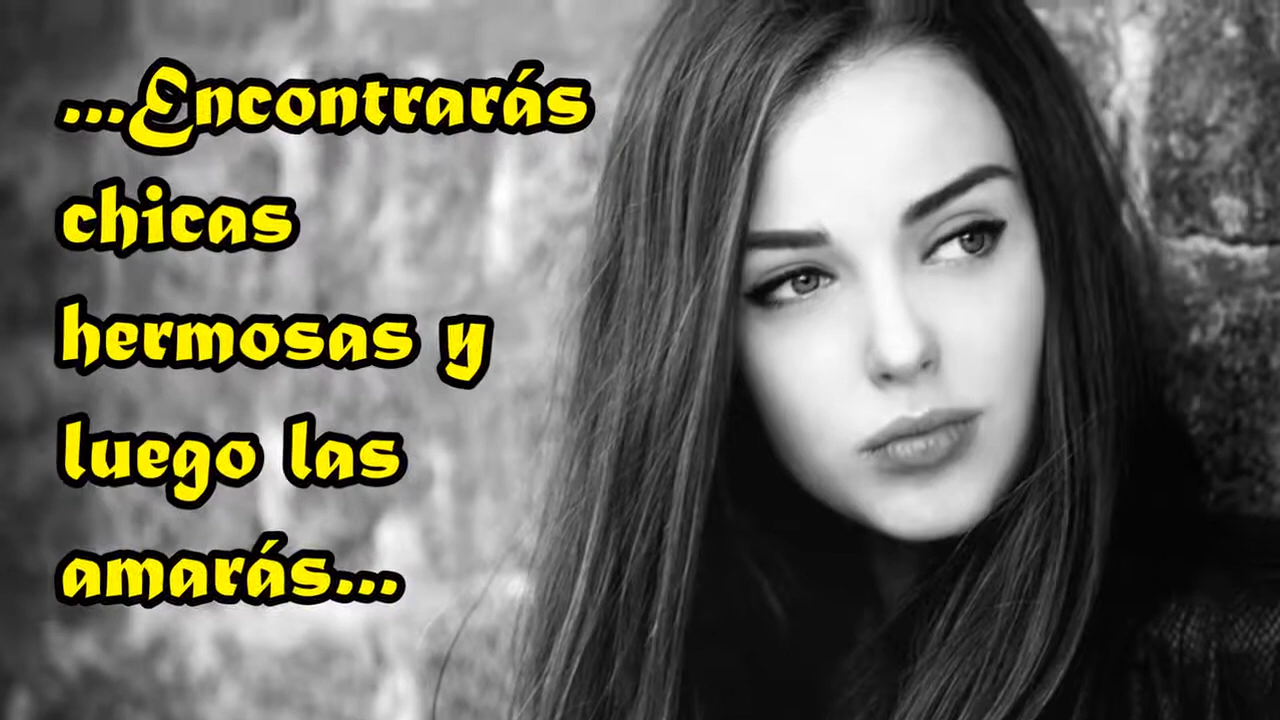 ...Encontrarás
chicas
hermosas y
luego las
amarás...